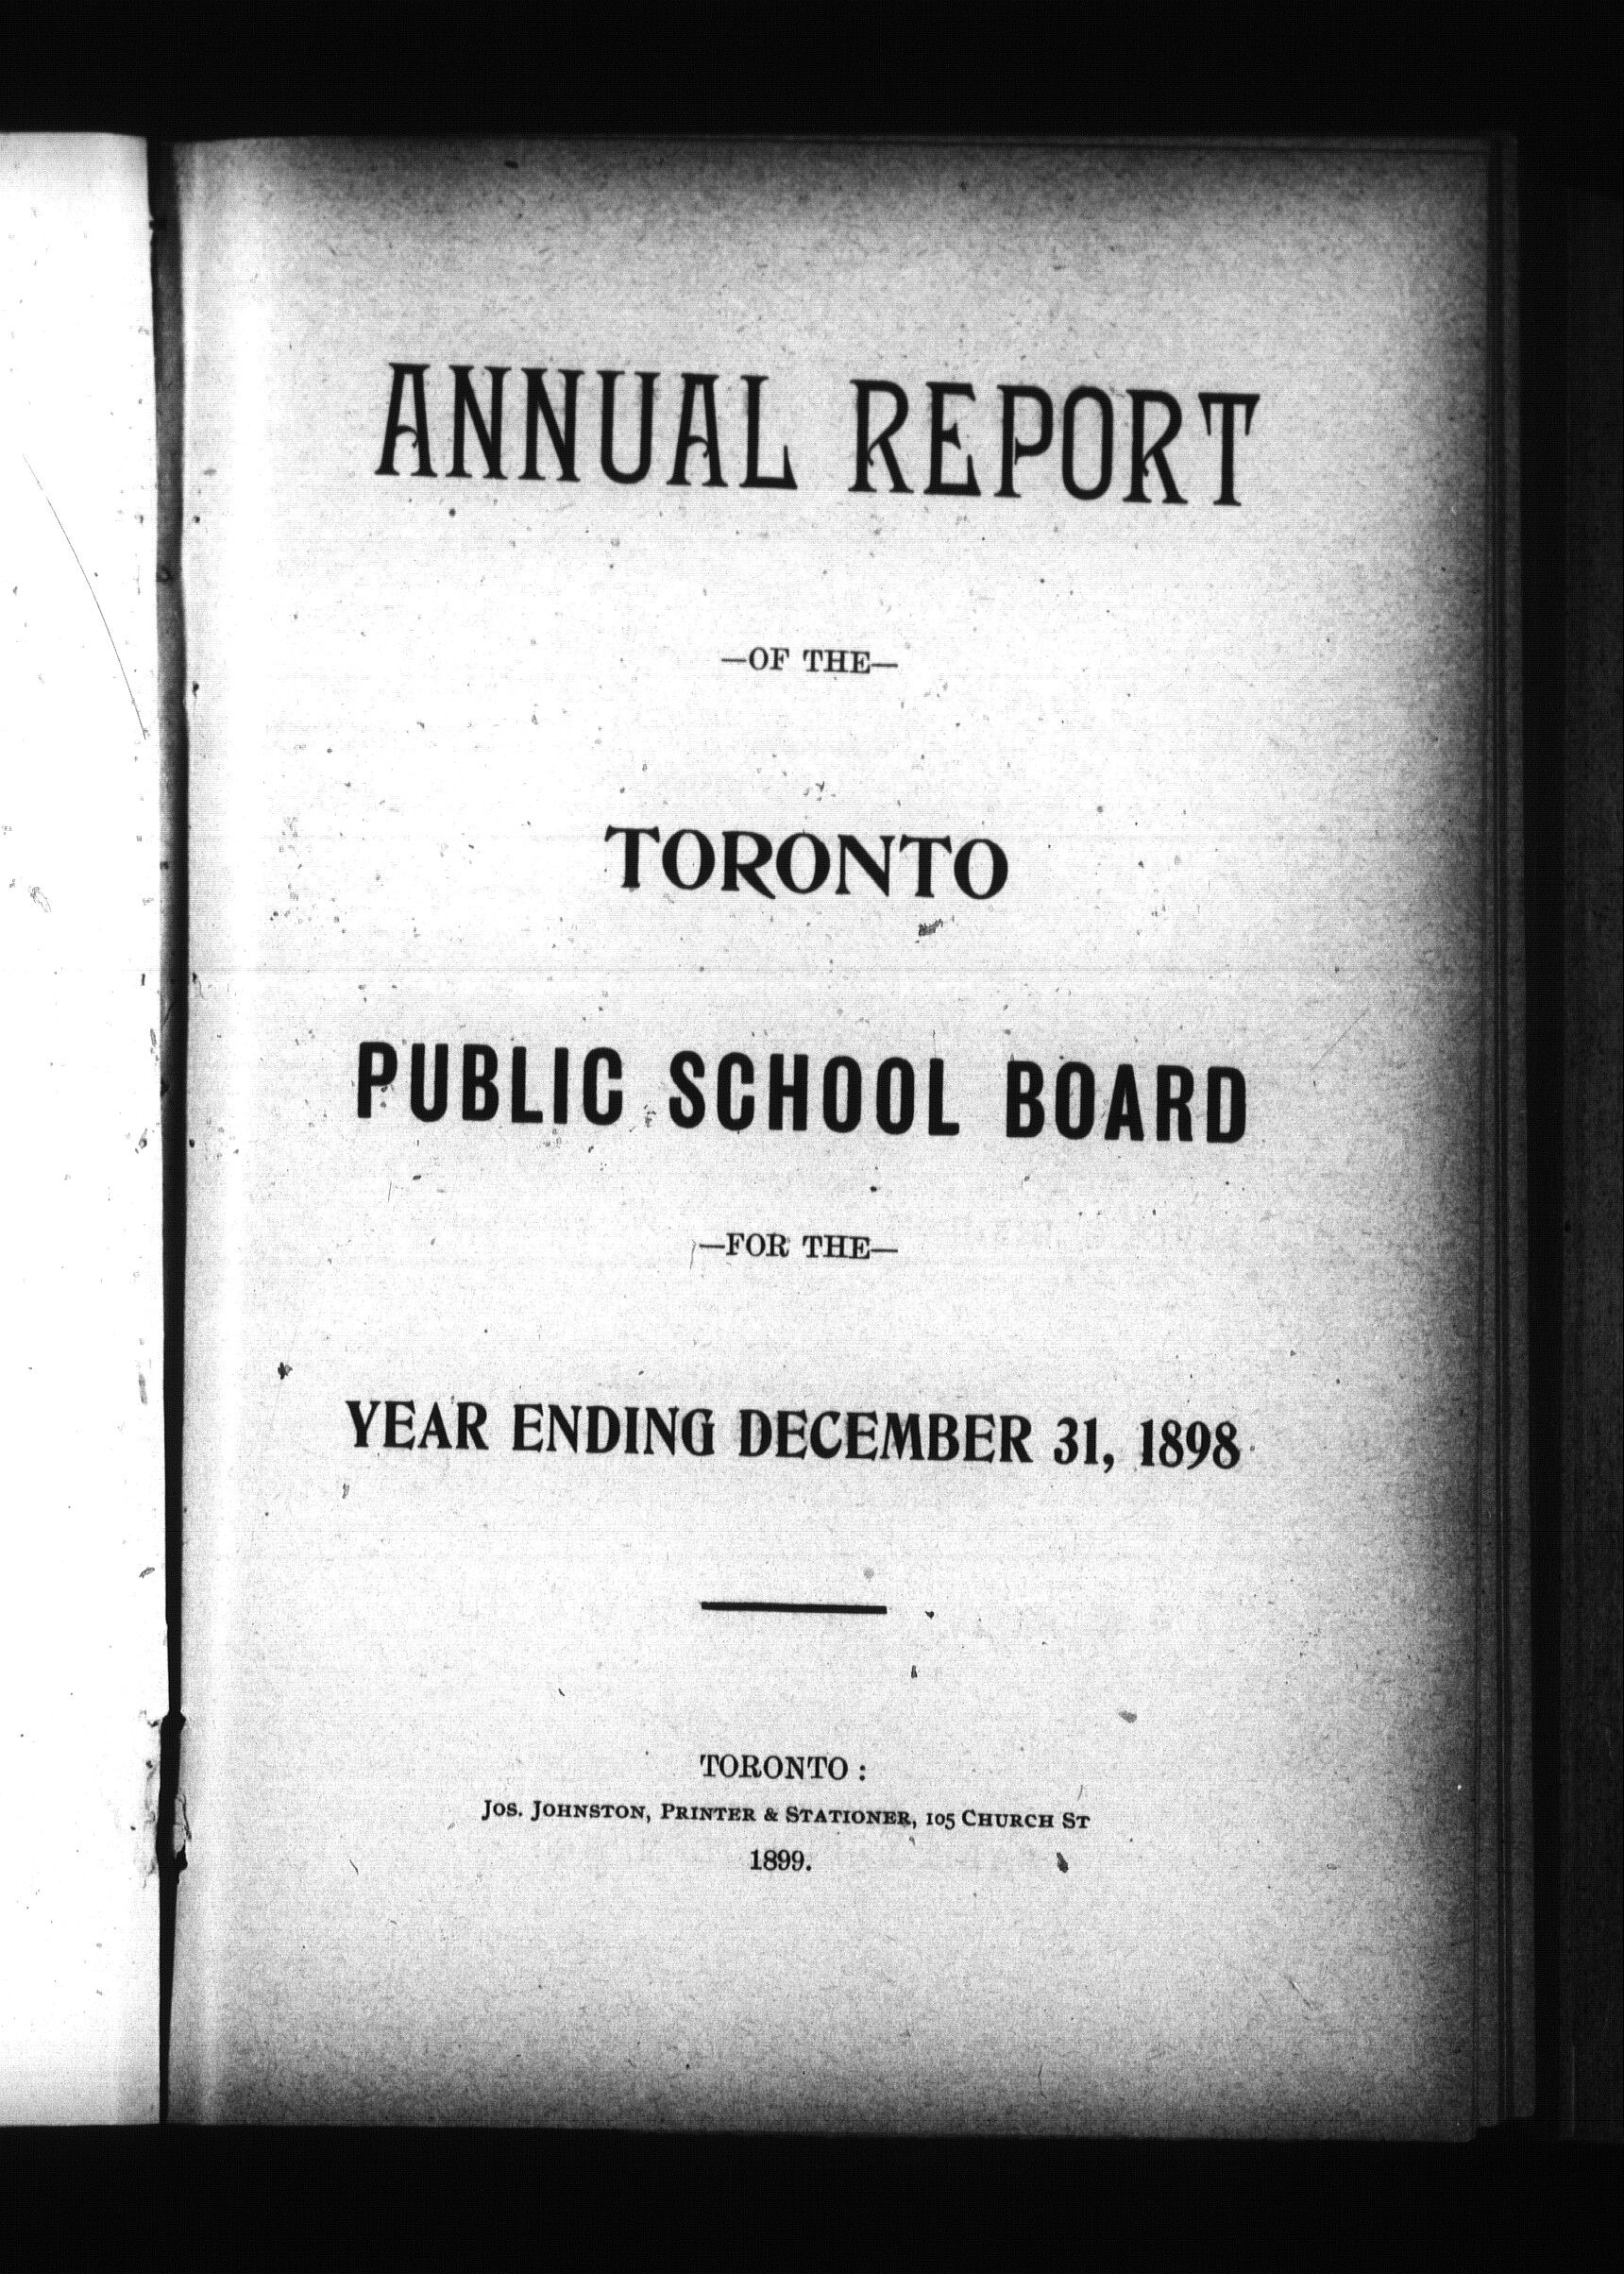 ANNUAL REPORT
—OF THE—
TORONTO
PUBLIC SCHOOL BOARD
—FOR THE—
YEAR ENDING DECEMBER 31, 1898
TORONTO :
JOS. JOHNSTON, PRINTER & STATIONER, 105 CHURCH ST
1899.